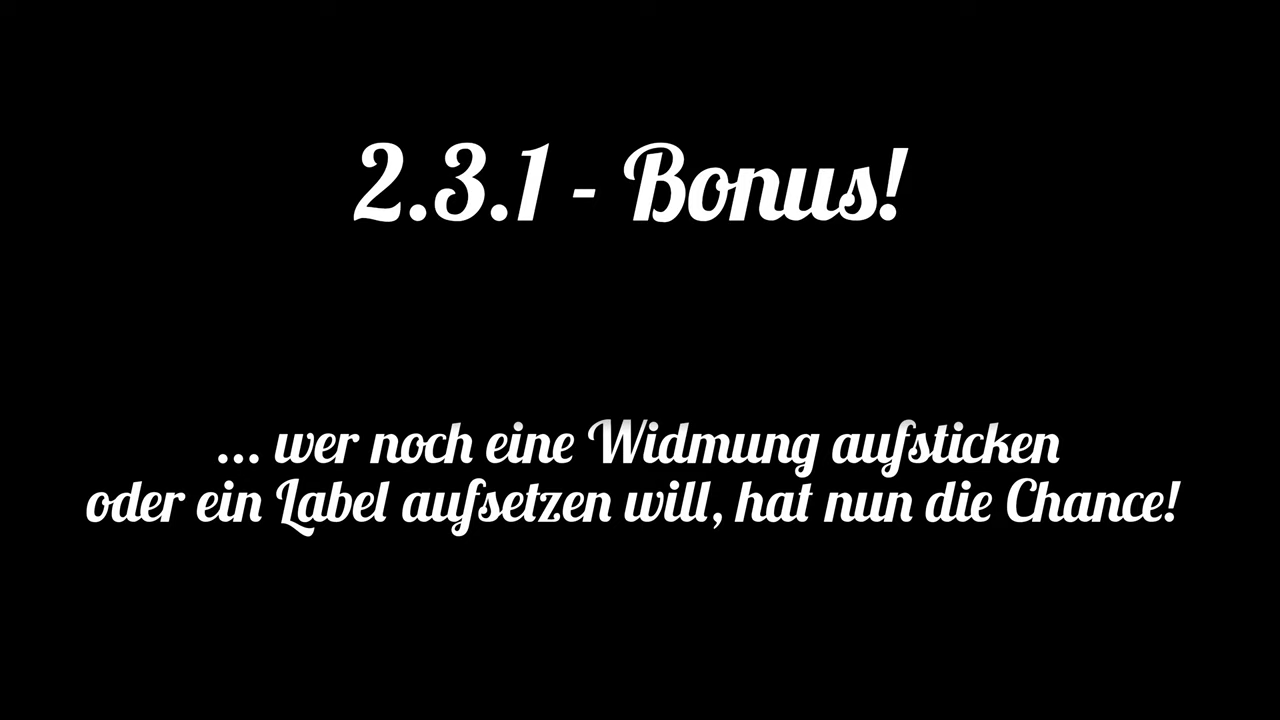 2.3.1 - Bonus!
... wer noch eine Widmung aufsticken
oder ein Label aufsetzen will, hat nun die Chance!